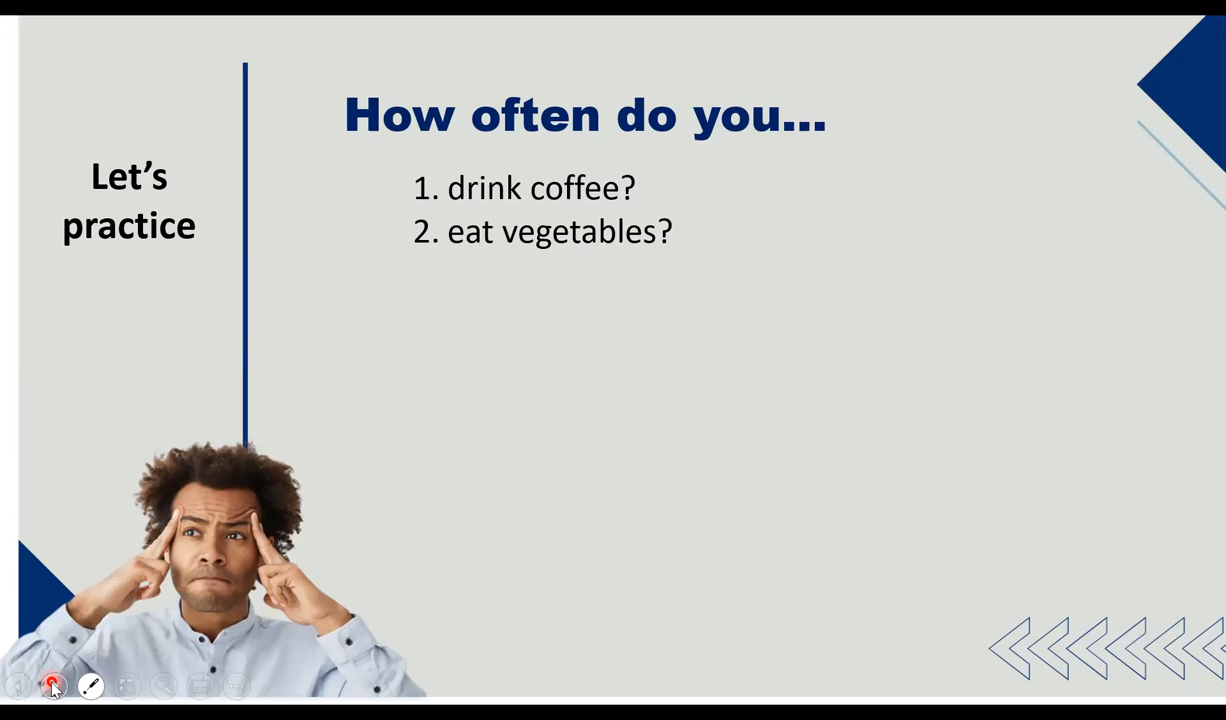 How often do you...
Let’s
practice
1. drink coffee?
2. eat vegetables?